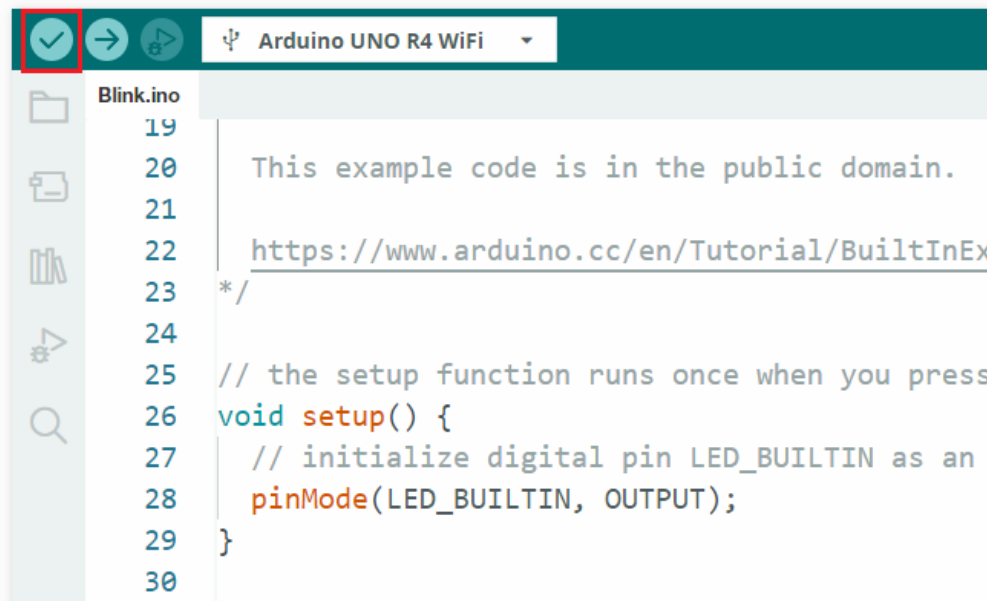 Arduino UNO R4 WiFi
Blink.ino
19
20 This example code is in the public domain.
21
22 https://www.arduino.cc/en/Tutorial/BuiltInEx
23 */
24
25 // the setup function runs once when you press
26 void setup() {
27 // initialize digital pin LED_BUILTIN as an
28 pinMode(LED_BUILTIN, OUTPUT);
29 }
30